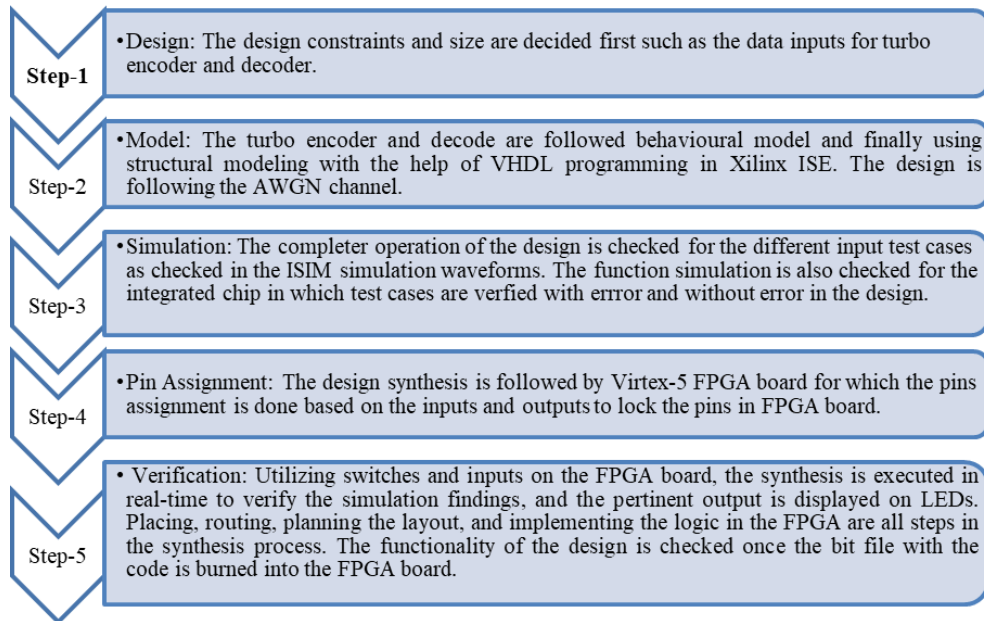 Step-1
•Design: The design constraints and size are decided first such as the data inputs for turbo
encoder and decoder.
Step-2
•Model: The turbo encoder and decode are followed behavioural model and finally using
structural modeling with the help of VHDL programming in Xilinx ISE. The design is
following the AWGN channel.
Step-3
•Simulation: The completer operation of the design is checked for the different input test cases
as checked in the ISIM simulation waveforms. The function simulation is also checked for the
integrated chip in which test cases are verfied with errror and without error in the design.
Step-4
•Pin Assignment: The design synthesis is followed by Virtex-5 FPGA board for which the pins
assignment is done based on the inputs and outputs to lock the pins in FPGA board.
Step-5
• Verification: Utilizing switches and inputs on the FPGA board, the synthesis is executed in
real-time to verify the simulation findings, and the pertinent output is displayed on LEDs.
Placing, routing, planning the layout, and implementing the logic in the FPGA are all steps in
the synthesis process. The functionality of the design is checked once the bit file with the
code is burned into the FPGA board.